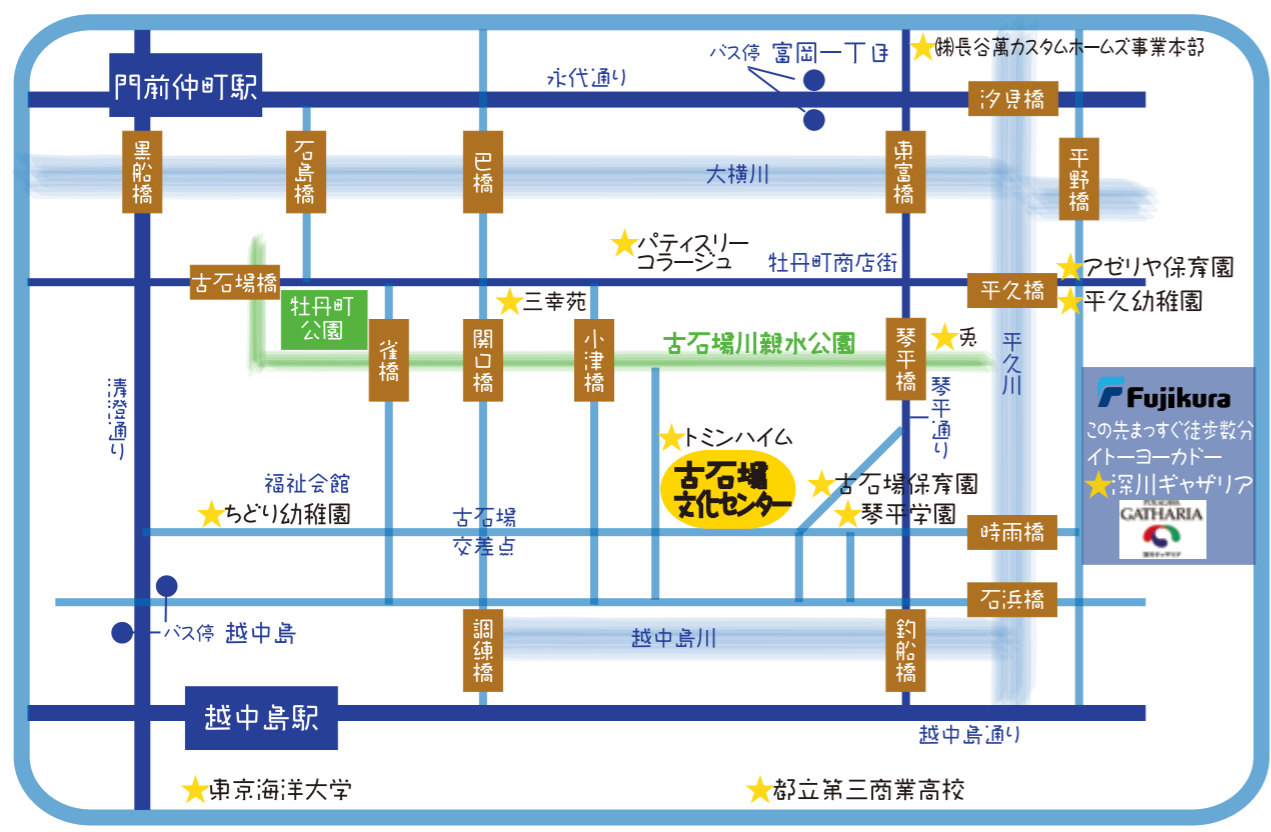 バス停 富岡一丁目
㈱長谷萬カスタムホームズ事業本部
門前仲町駅
永代通り
汐見橋
黒船橋
石島橋
巴橋
東富橋
平野橋
大横川
パティスリー
コラージュ
牡丹町商店街
古石場橋
平久橋
アゼリヤ保育園
平久幼稚園
牡丹町
公園
三幸苑
雀橋
関口橋
小津橋
古石場川親水公園
琴平橋
兎
平久川
清澄通り
琴平通り
Fujikura
この先まっすぐ徒歩数分
イトーヨーカドー
深川ギャザリア
GATHARIA
深川ギャザリア
トミンハイム
古石場
文化センター
福祉会館
ちどり幼稚園
古石場
交差点
古石場保育園
琴平学園
時雨橋
石浜橋
バス停 越中島
調練橋
越中島川
釣船橋
越中島駅
越中島通り
東京海洋大学
都立第三商業高校